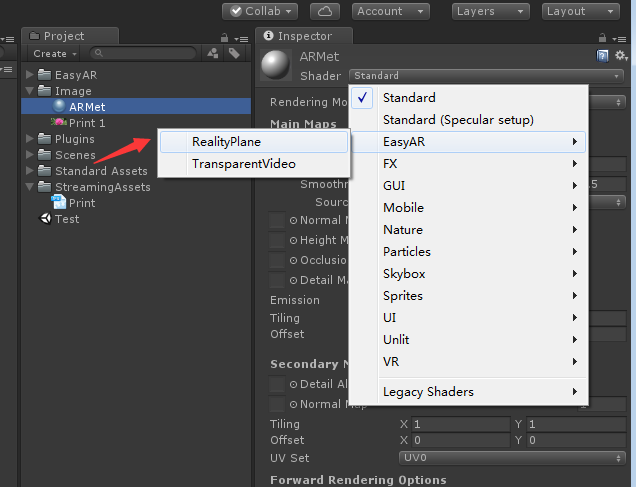 Collab Account Layers Layout
Project
Create
EasyAR
Image
ARMet
Print 1
Plugins
Scenes
Standard Assets
StreamingAssets
Print
Test
RealityPlane
TransparentVideo
Inspector
ARMet
Shader Standard
Rendering Mo
Main Maps
Smoothn
Sourc
Normal M
Height M
Occlusio
Detail Ma
Emission
Tiling
Offset
Secondary M
Detail Al
Normal Map 1
Tiling X 1 Y 1
Offset X 0 Y 0
UV Set UV0
Forward Rendering Options
Standard
Standard (Specular setup)
EasyAR
FX
GUI
Mobile
Nature
Particles
Skybox
Sprites
UI
Unlit
VR
Legacy Shaders
.5